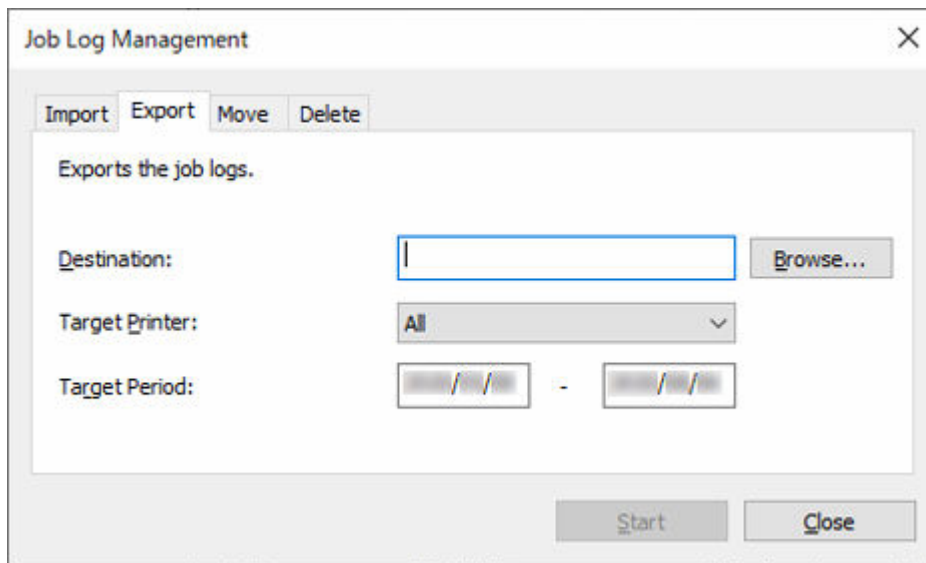 Job Log Management
Import Export Move Delete
Exports the job logs.
Destination: Browse...
Target Printer: All
Target Period: / / - / /
Start Close